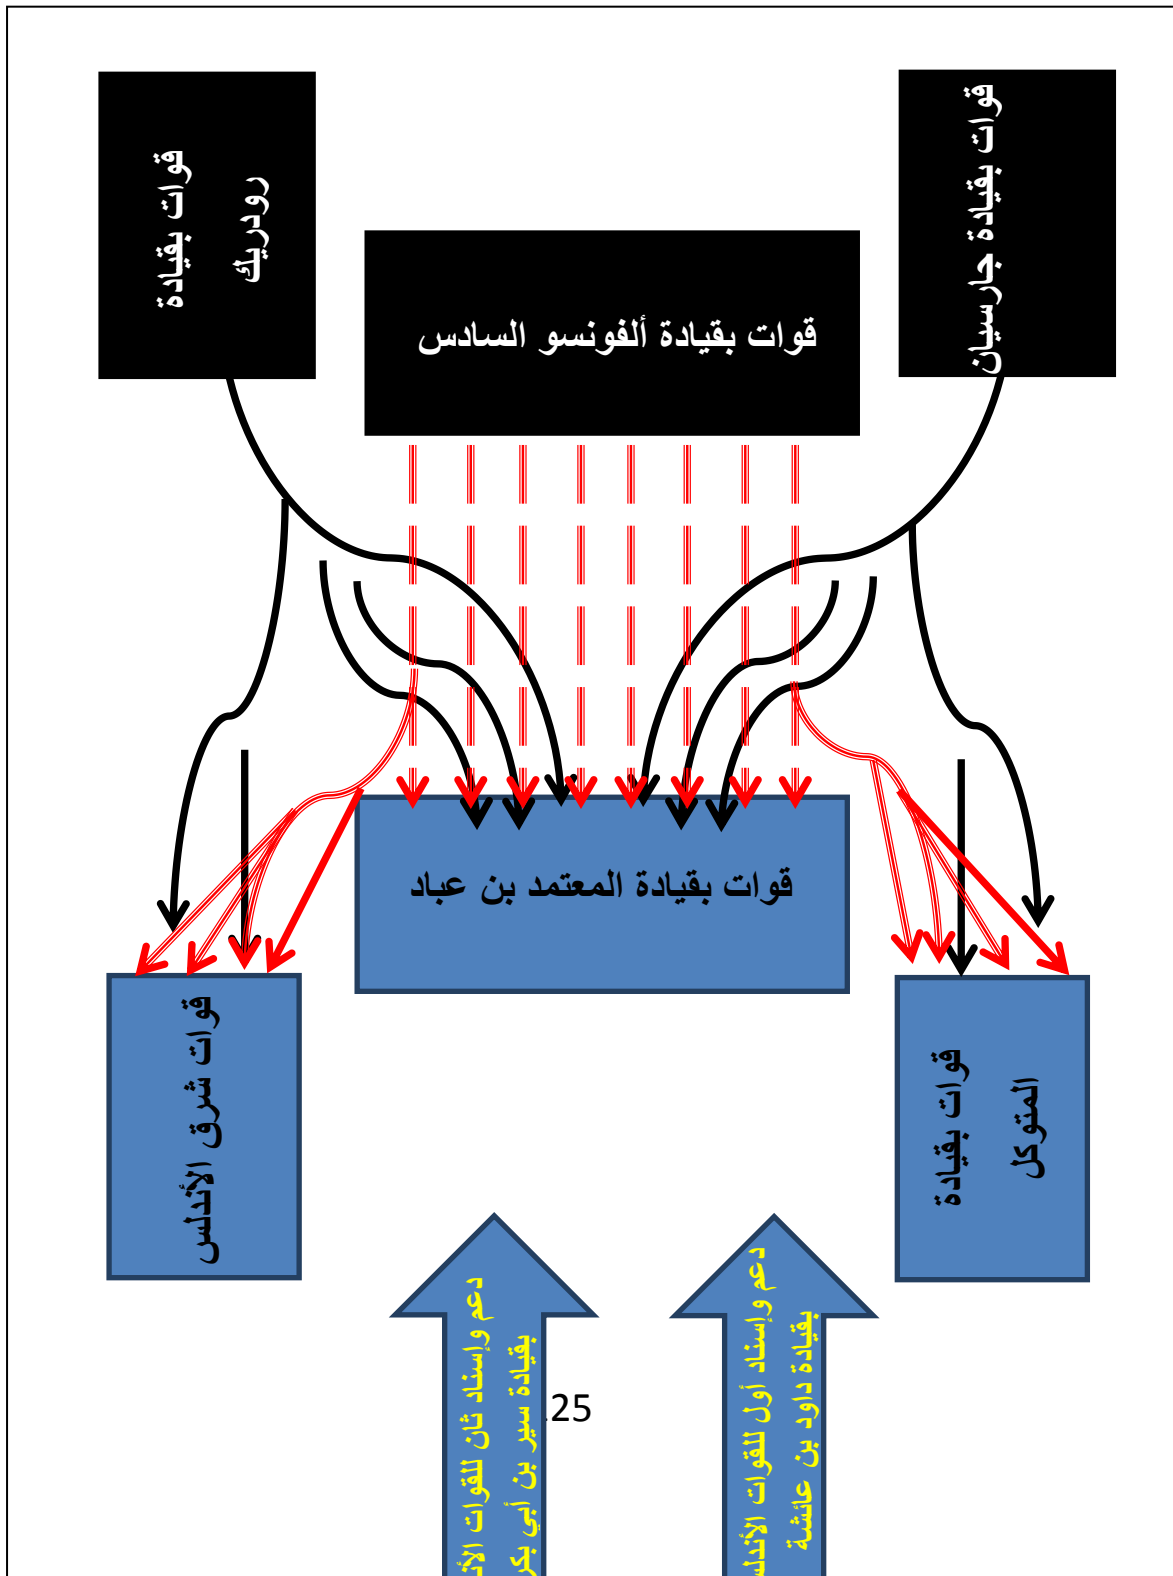 قوات بقيادة جارسيان
قوات بقيادة
رودريك
قوات بقيادة ألفونسو السادس
قوات بقيادة المعتمد بن عباد
قوات بقيادة
المتوكل
قوات شرق الأندلس
دعم وإسناد أول للقوات
بقيادة داود بن عائشة
دعم وإسناد ثان للقوات
بقيادة سير بن أبي بكر
25